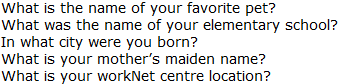 What is the name of your favorite pet?
What was the name of your elementary school?
In what city were you born?
What is your mother's maiden name?
What is your workNet centre location?